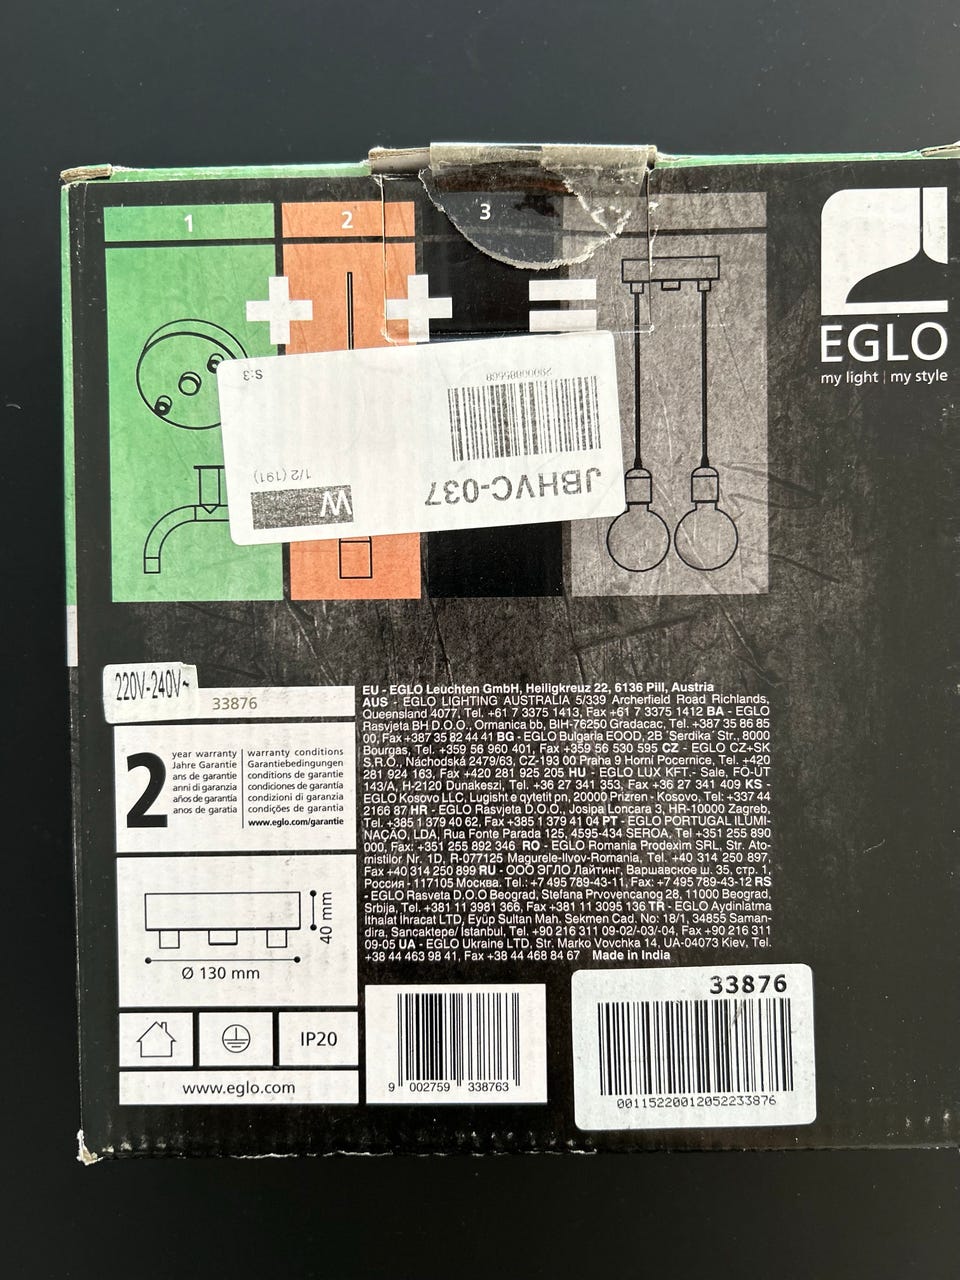 1
2
3
EGLO
my light | my style
S:3
2900009556B
1/2 (191)
W
JBHVC-037
220V-240V~
33876
2
year warranty
Jahre Garantie
ans de garantie
anni di garanzia
años de garantía
anos de garatia
warranty conditions
Garantiebedingungen
conditions de garantie
condiciones de garantía
condizioni di garanzia
condições de garantia
www.eglo.com/garantie
40 mm
Ø 130 mm
IP20
www.eglo.com
EU - EGLO Leuchten GmbH, Heiligkreuz 22, 6136 Pill, Austria
AUS - EGLO LIGHTING AUSTRALIA 5/339 Archerfield Road Richlands,
Queensland 4077, Tel. +61 7 3375 1413, Fax +61 7 3375 1412 BA - EGLO
Rasvjeta BH D.O.O., Ormanica bb, BIH-76250 Gradacac, Tel. +387 35 86 85
00, Fax +387 35 82 44 41 BG - EGLO Bulgaria EOOD, 2B ¨Serdika¨ Str., 8000
Bourgas, Tel. +359 56 960 401, Fax +359 56 530 595 CZ - EGLO CZ+SK
S.R.O., Náchodská 2479/63, CZ-193 00 Praha 9 Horní Pocernice, Tel. +420
281 924 163, Fax +420 281 925 205 HU - EGLO LUX KFT.- Sale, FÖ-ÚT
143/A, H-2120 Dunakeszi, Tel. +36 27 341 353, Fax +36 27 341 409 KS -
EGLO Kosovo LLC, Lugisht e qytetit pn, 20000 Prizren - Kosovo, Tel: +337 44
2166 87 HR - EGLO Rasvjeta D.O.O., Josipa Loncara 3, HR-10000 Zagreb,
Tel. +385 1 379 40 62, Fax +385 1 379 41 04 PT - EGLO PORTUGAL ILUMI-
NAÇÃO, LDA, Rua Fonte Parada 125, 4595-434 SEROA, Tel +351 255 890
000, Fax: +351 255 892 346 RO - EGLO Romania Prodexim SRL, Str. Ato-
mistilor Nr. 1D, R-077125 Magurele-Ilvov-Romania, Tel. +40 314 250 897,
Fax +40 314 250 899 RU - ООО ЭГЛО Лайтинг, Варшавское ш. 35, стр. 1,
Россия - 117105 Москва. Tel.: +7 495 789-43-11, Fax: +7 495 789-43-12 RS
- EGLO Rasveta D.O.O Beograd, Stefana Prvovencanog 28, 11000 Beograd,
Srbija, Tel. +381 11 3981 366, Fax +381 11 3095 136 TR - EGLO Aydinlatma
Ithalat Ihracat LTD, Eyüp Sultan Mah. Sekmen Cad. No: 18/1, 34855 Saman-
dira, Sancaktepe/ Istanbul, Tel. +90 216 311 09-02/-03/-04, Fax +90 216 311
09-05 UA - EGLO Ukraine LTD, Str. Marko Vovchka 14, UA-04073 Kiev, Tel.
+38 44 463 98 41, Fax +38 44 468 84 67 Made in India
9 002759 338763
33876
00115220012052233876